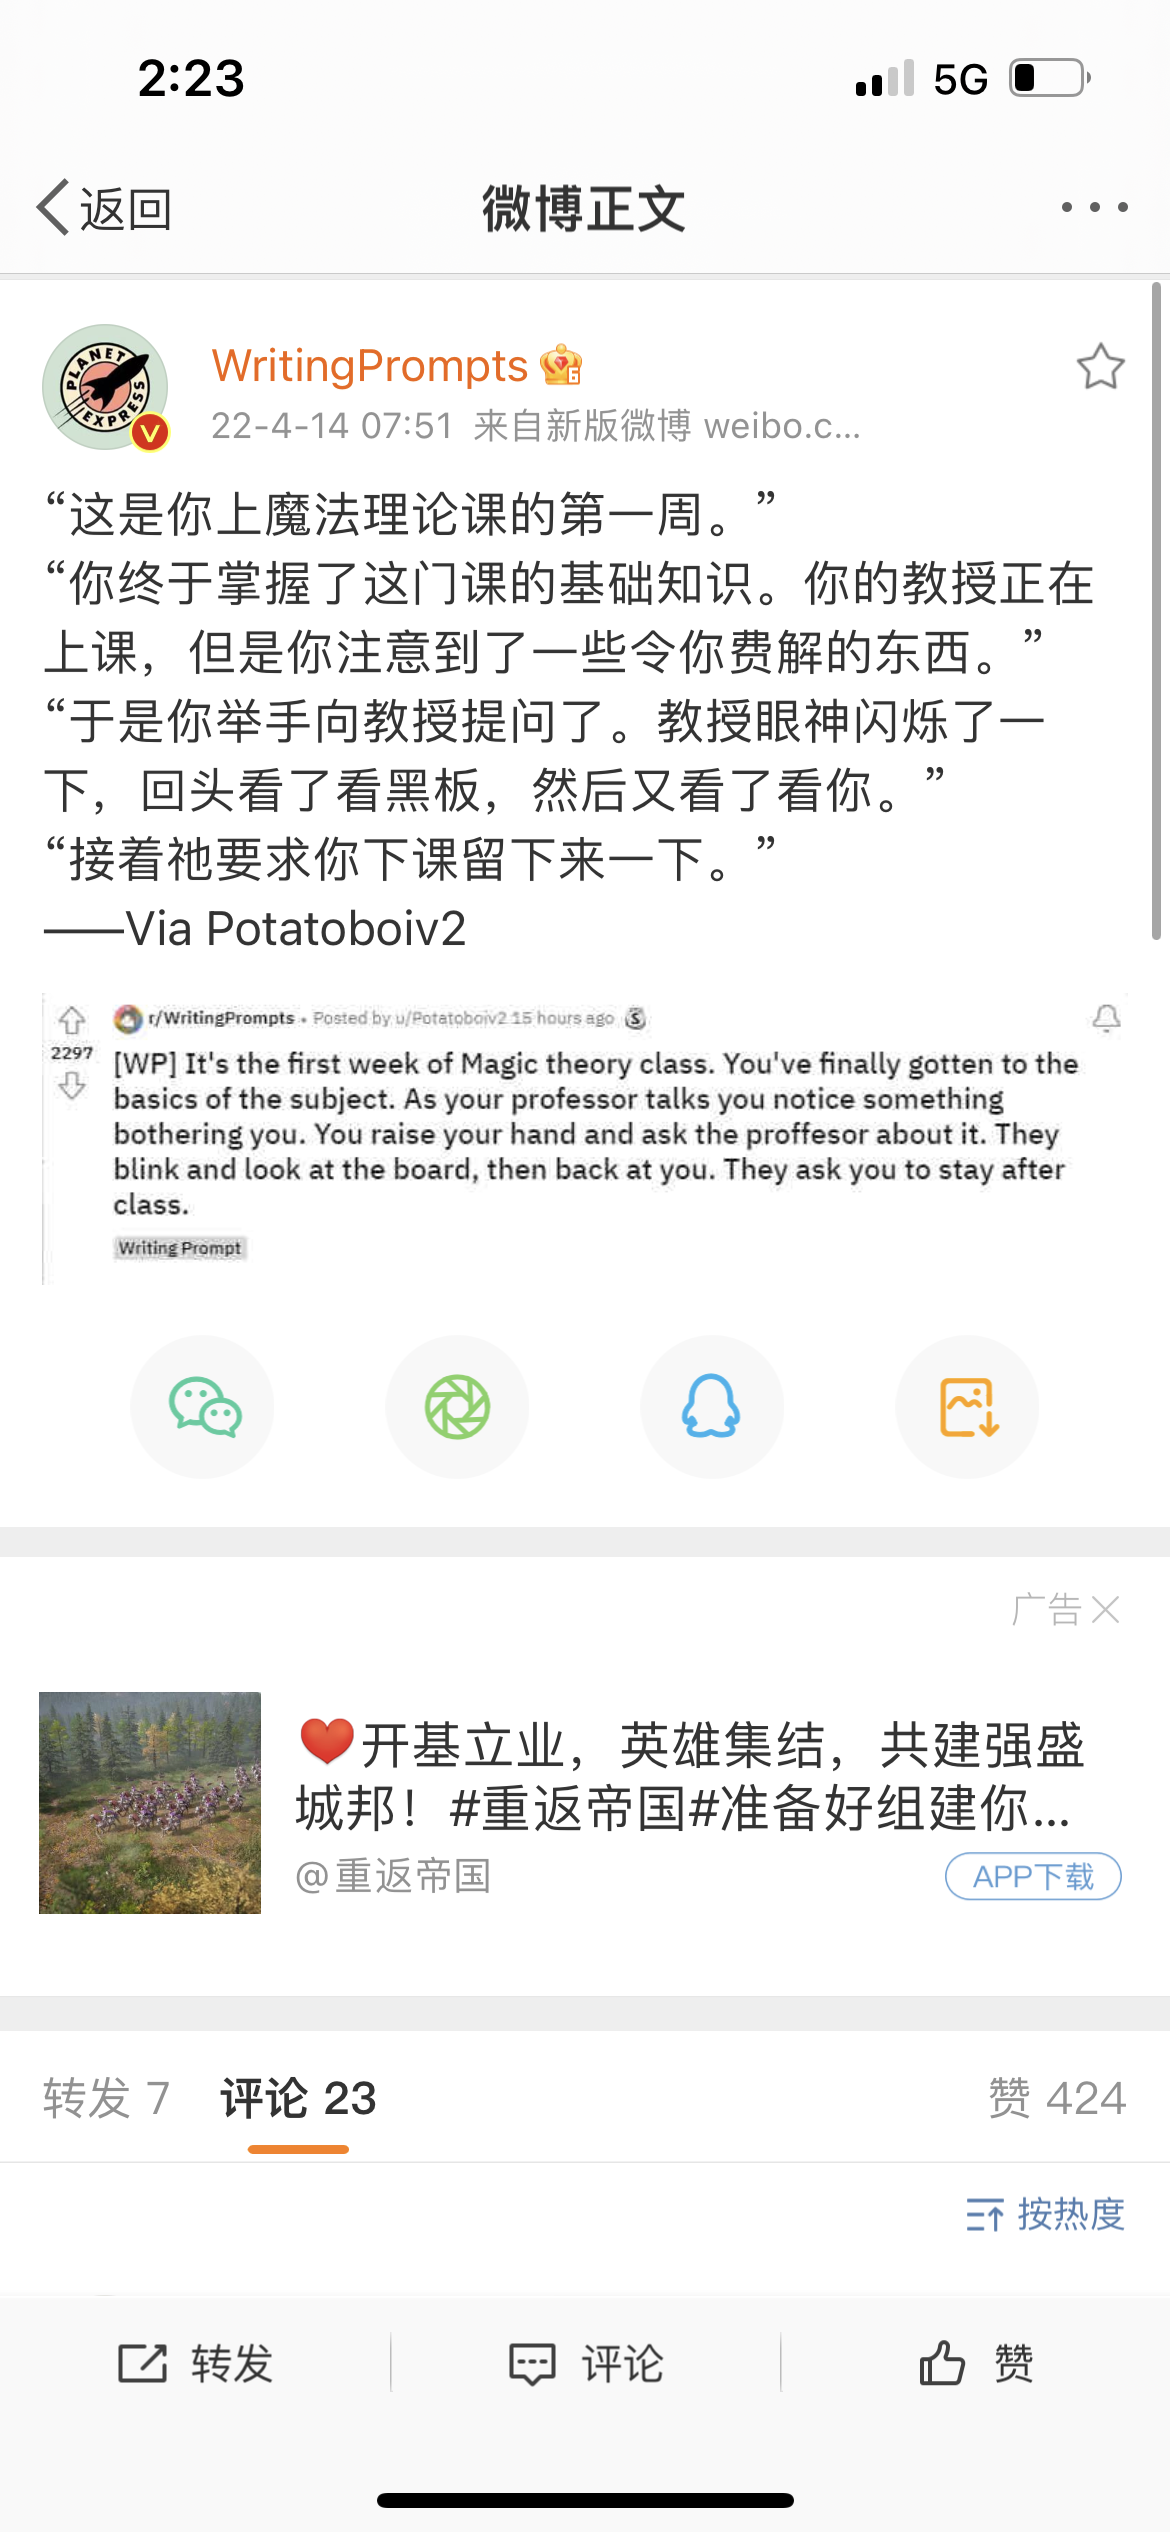 2:23
5G
返回
微博正文
PLANET EXPRESS
V
WritingPrompts
6
22-4-14 07:51 来自新版微博 weibo.c...
“这是你上魔法理论课的第一周。”
“你终于掌握了这门课的基础知识。你的教授正在
上课，但是你注意到了一些令你费解的东西。”
“于是你举手向教授提问了。教授眼神闪烁了一
下，回头看了看黑板，然后又看了看你。”
“接着祂要求你下课留下来一下。”
——Via Potatoboiv2
r/WritingPrompts • Posted by u/Potatoboiv2 15 hours ago S
2297
[WP] It's the first week of Magic theory class. You've finally gotten to the
basics of the subject. As your professor talks you notice something
bothering you. You raise your hand and ask the proffesor about it. They
blink and look at the board, then back at you. They ask you to stay after
class.
Writing Prompt
广告
❤️开基立业，英雄集结，共建强盛
城邦！#重返帝国#准备好组建你...
@重返帝国
APP下载
转发 7
评论 23
赞 424
按热度
转发
评论
赞